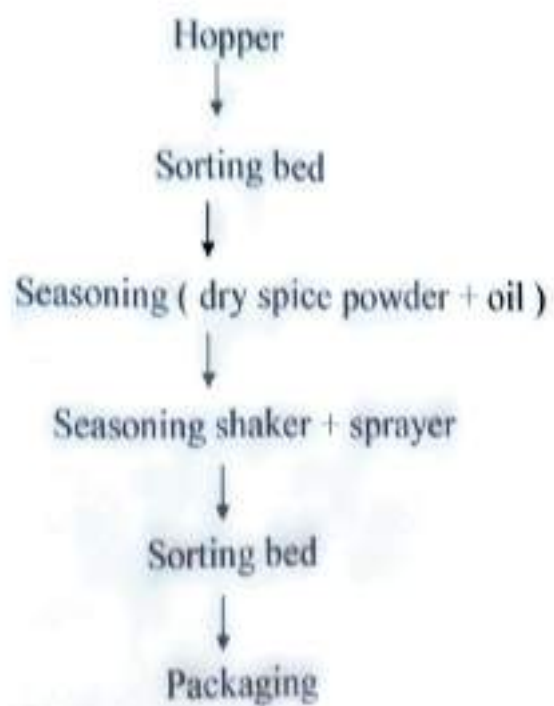 Hopper
Sorting bed
Seasoning ( dry spice powder + oil )
Seasoning shaker + sprayer
Sorting bed
Packaging